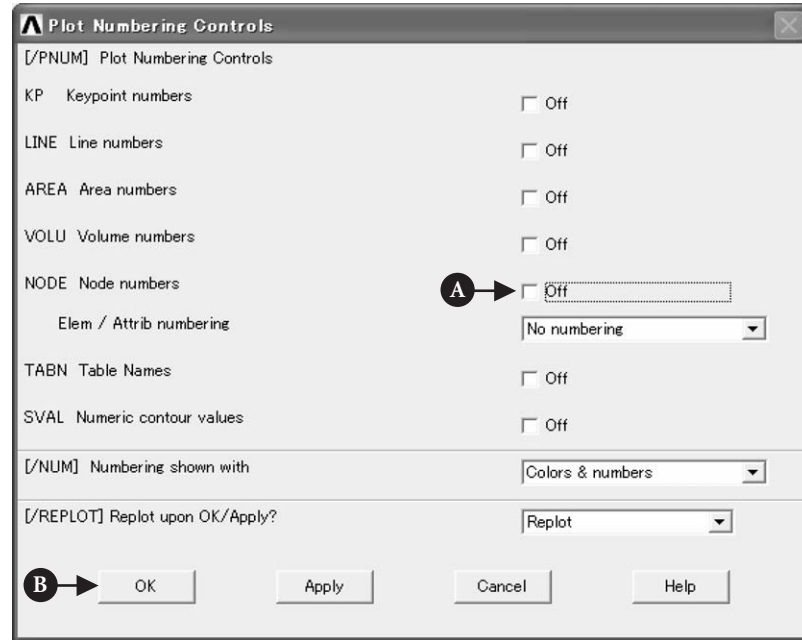 Plot Numbering Controls
[/PNUM] Plot Numbering Controls
KP Keypoint numbers
Off
LINE Line numbers
Off
AREA Area numbers
Off
VOLU Volume numbers
Off
NODE Node numbers
A
Off
Elem / Attrib numbering
No numbering
TABN Table Names
Off
SVAL Numeric contour values
Off
[/NUM] Numbering shown with
Colors & numbers
[/REPLOT] Replot upon OK/Apply?
Replot
B
OK
Apply
Cancel
Help